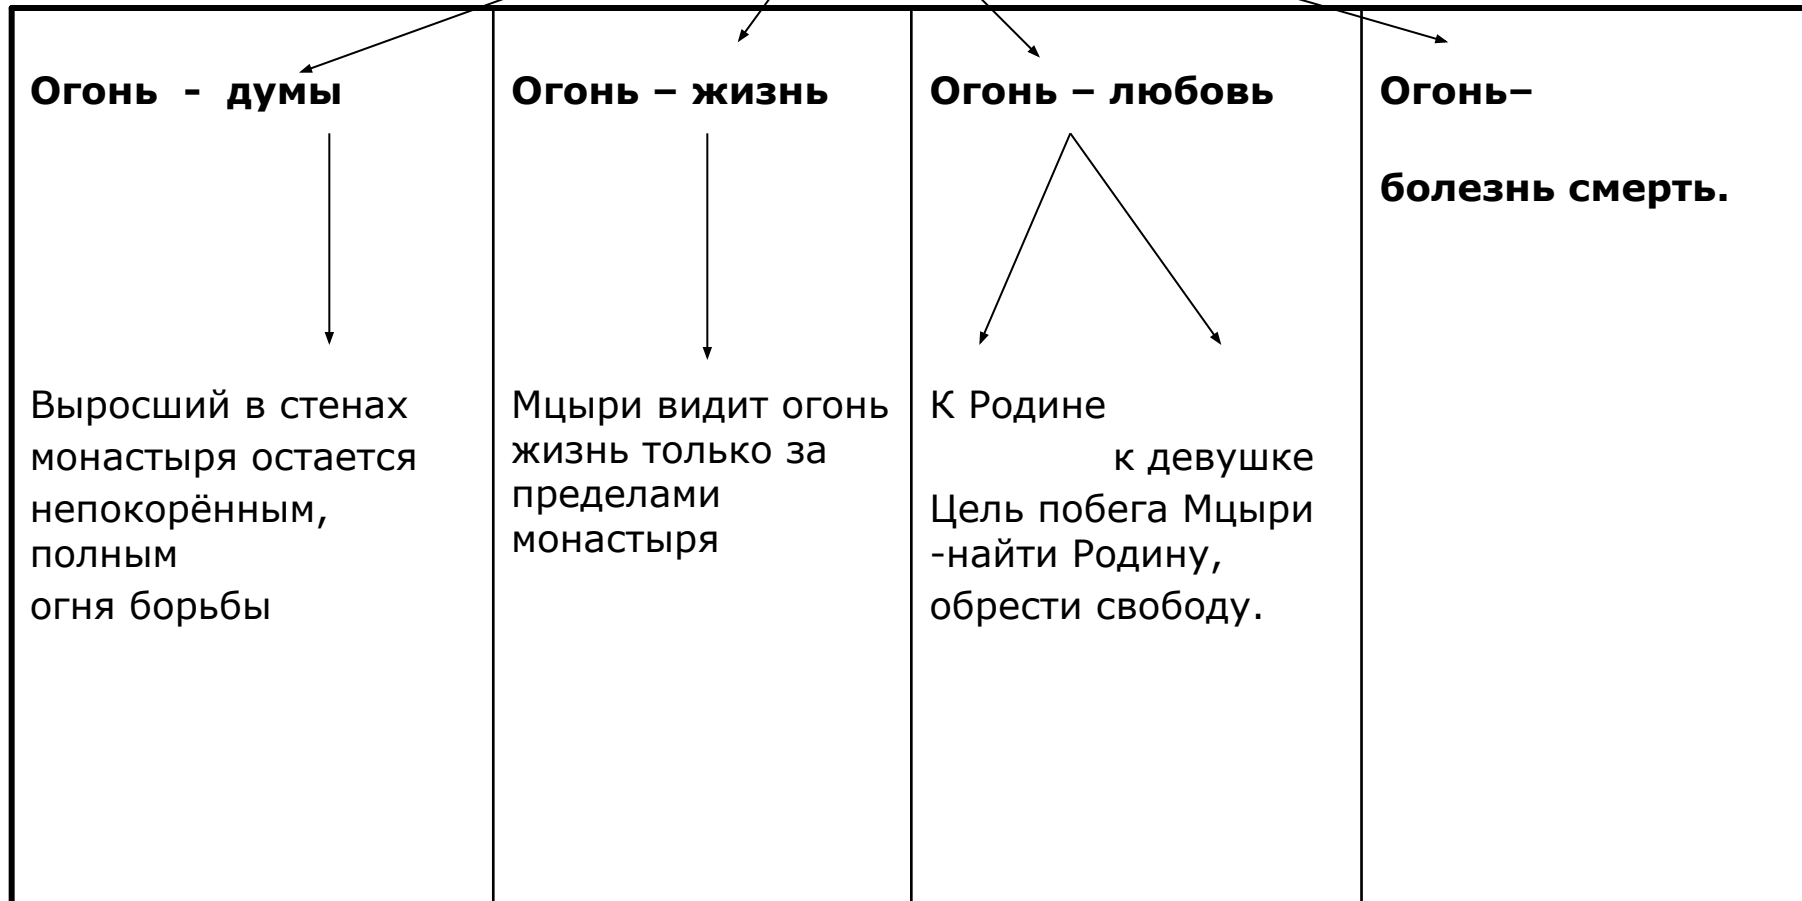 Огонь - думы
Выросший в стенах
монастыря остается
непокорённым,
полным
огня борьбы
Огонь – жизнь
Мцыри видит огонь
жизнь только за
пределами
монастыря
Огонь – любовь
К Родине
к девушке
Цель побега Мцыри
-найти Родину,
обрести свободу.
Огонь–
болезнь смерть.